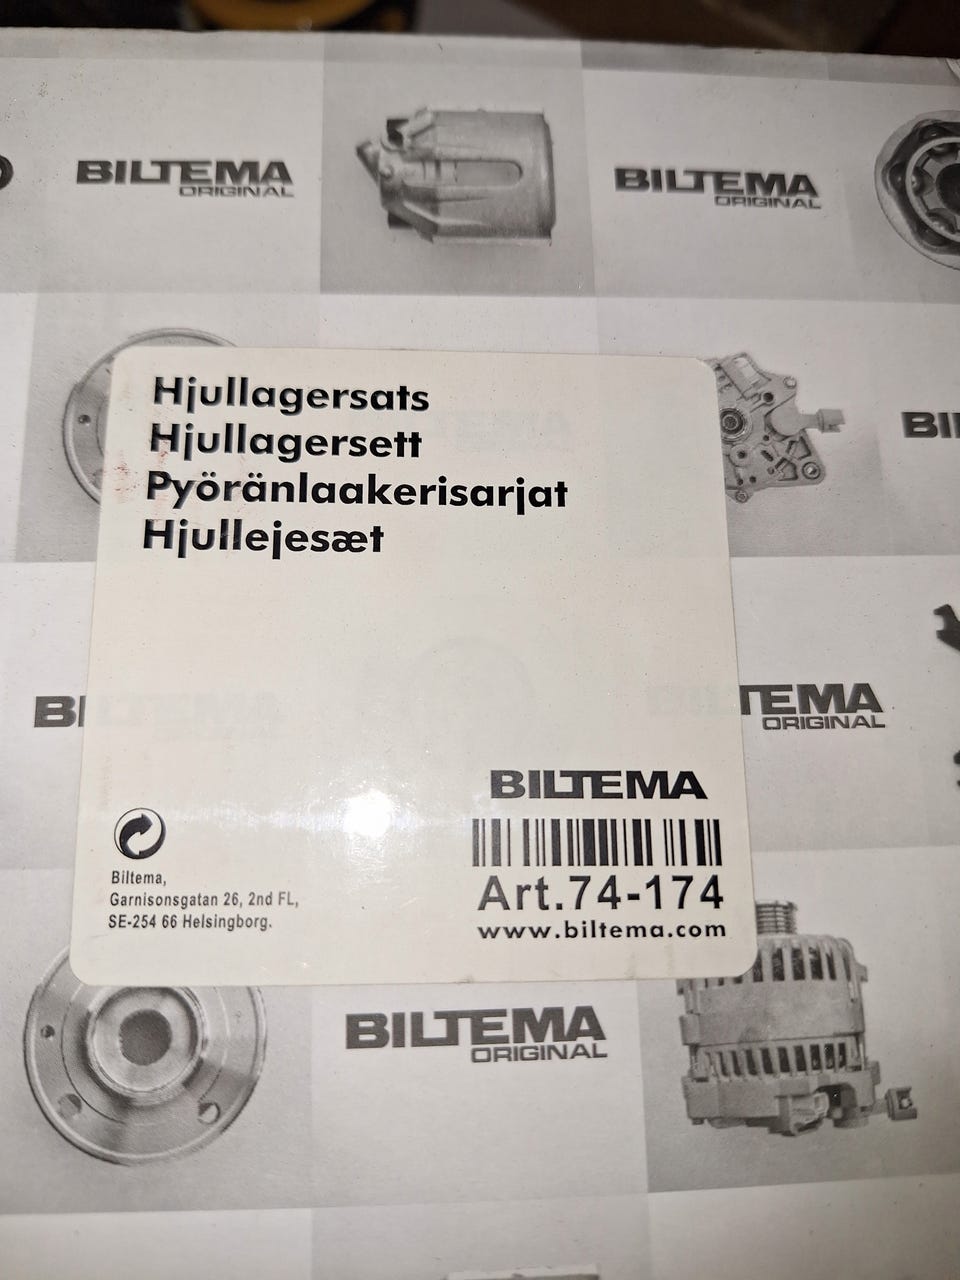 BILTEMA
ORIGINAL
BILTEMA
ORIGINAL
Hjullagersats
Hjullagersett
Pyöränlaakerisarjat
Hjullejesæt
BILTEMA
Art.74-174
www.biltema.com
Biltema,
Garnisonsgatan 26, 2nd FL,
SE-254 66 Helsingborg.
TEMA
ORIGINAL
BILTEMA
ORIGINAL